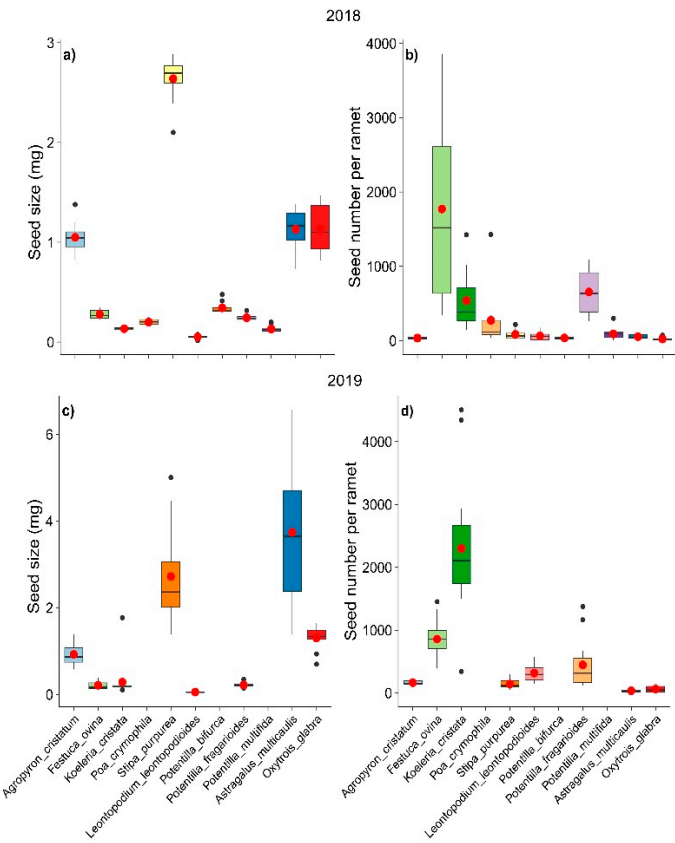 2018
a)
b)
3
2
1
0
Seed size (mg)
4000
3000
2000
1000
0
Seed number per ramet
2019
c)
d)
6
4
2
0
Seed size (mg)
4000
3000
2000
1000
0
Seed number per ramet
Agropyron_cristatum
Festuca_ovina
Koeleria_cristata
Poa_crymophila
Stipa_purpurea
Leontopodium_leontopodioides
Potentilla_bifurca
Potentilla_fragarioides
Potentilla_multifida
Astragalus_multicaulis
Oxytrois_glabra
Agropyron_cristatum
Festuca_ovina
Koeleria_cristata
Poa_crymophila
Stipa_purpurea
Leontopodium_leontopodioides
Potentilla_bifurca
Potentilla_fragarioides
Potentilla_multifida
Astragalus_multicaulis
Oxytrois_glabra